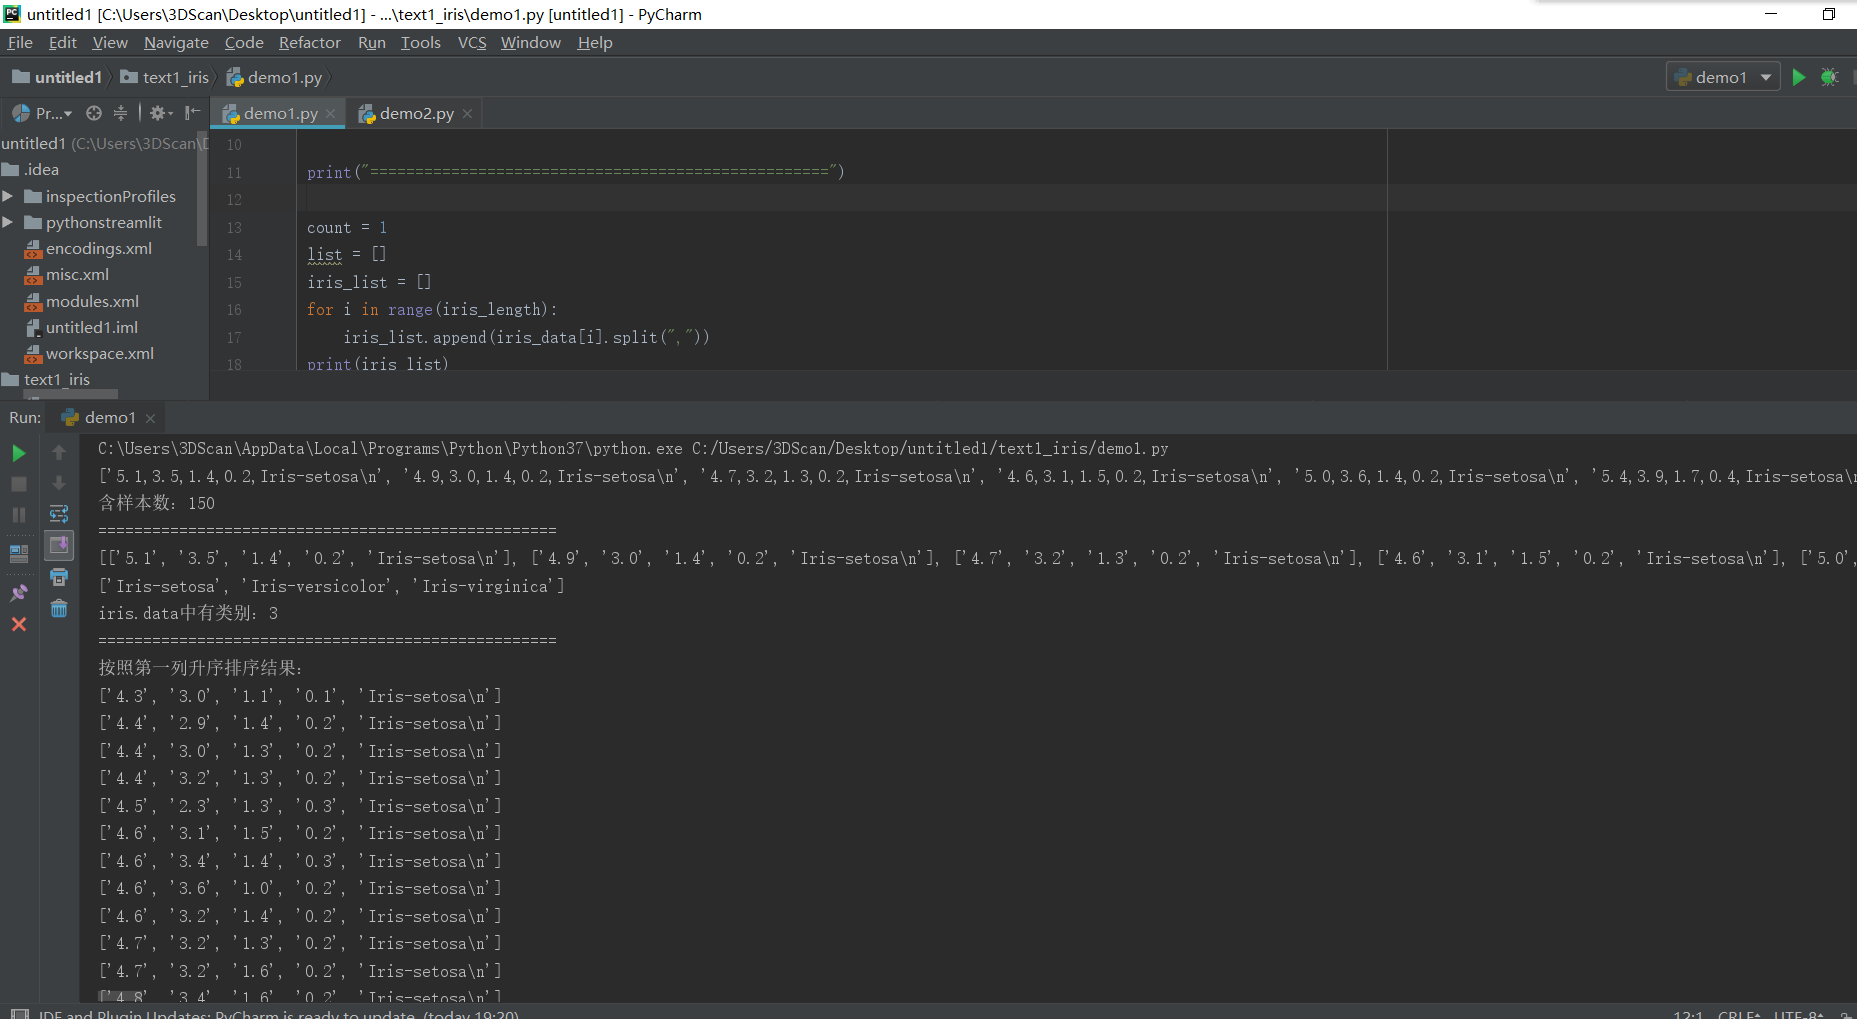 untitled1 [C:\Users\3DScan\Desktop\untitled1] - ...\text1_iris\demo1.py [untitled1] - PyCharm
File Edit View Navigate Code Refactor Run Tools VCS Window Help
untitled1 text1_iris demo1.py demo1
Pr... demo1.py demo2.py
untitled1 (C:\Users\3DScan\D
.idea
inspectionProfiles
pythonstreamlit
encodings.xml
misc.xml
modules.xml
untitled1.iml
workspace.xml
text1_iris
10
11 print("===================================================")
12
13 count = 1
14 list = []
15 iris_list = []
16 for i in range(iris_length):
17 iris_list.append(iris_data[i].split(","))
18 print(iris_list)
Run: demo1
C:\Users\3DScan\AppData\Local\Programs\Python\Python37\python.exe C:/Users/3DScan/Desktop/untitled1/text1_iris/demo1.py
['5.1,3.5,1.4,0.2,Iris-setosa\n', '4.9,3.0,1.4,0.2,Iris-setosa\n', '4.7,3.2,1.3,0.2,Iris-setosa\n', '4.6,3.1,1.5,0.2,Iris-setosa\n', '5.0,3.6,1.4,0.2,Iris-setosa\n', '5.4,3.9,1.7,0.4,Iris-setosa\n
含样本数：150
===================================================
[['5.1', '3.5', '1.4', '0.2', 'Iris-setosa\n'], ['4.9', '3.0', '1.4', '0.2', 'Iris-setosa\n'], ['4.7', '3.2', '1.3', '0.2', 'Iris-setosa\n'], ['4.6', '3.1', '1.5', '0.2', 'Iris-setosa\n'], ['5.0',
['Iris-setosa', 'Iris-versicolor', 'Iris-virginica']
iris.data中有类别：3
===================================================
按照第一列升序排序结果：
['4.3', '3.0', '1.1', '0.1', 'Iris-setosa\n']
['4.4', '2.9', '1.4', '0.2', 'Iris-setosa\n']
['4.4', '3.0', '1.3', '0.2', 'Iris-setosa\n']
['4.4', '3.2', '1.3', '0.2', 'Iris-setosa\n']
['4.5', '2.3', '1.3', '0.3', 'Iris-setosa\n']
['4.6', '3.1', '1.5', '0.2', 'Iris-setosa\n']
['4.6', '3.4', '1.4', '0.3', 'Iris-setosa\n']
['4.6', '3.6', '1.0', '0.2', 'Iris-setosa\n']
['4.6', '3.2', '1.4', '0.2', 'Iris-setosa\n']
['4.7', '3.2', '1.3', '0.2', 'Iris-setosa\n']
['4.7', '3.2', '1.6', '0.2', 'Iris-setosa\n']
['4.8', '3.4', '1.6', '0.2', 'Iris-setosa\n']
IDE and Plugin Updates: PyCharm is ready to update. (today 19:20) 12:1 CRLF UTF-8